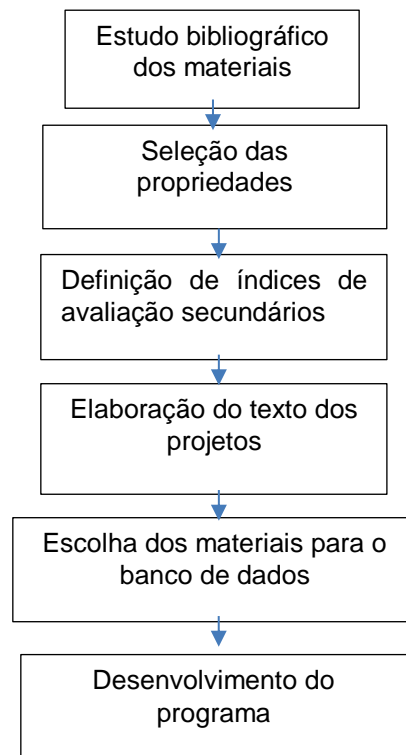 Estudo bibliográfico
dos materiais
Seleção das
propriedades
Definição de índices de
avaliação secundários
Elaboração do texto dos
projetos
Escolha dos materiais para o
banco de dados
Desenvolvimento do
programa